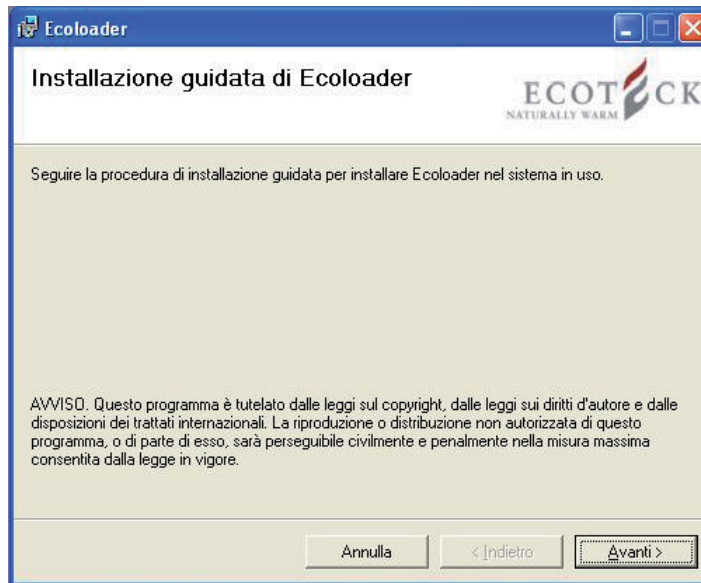 Ecoloader
Installazione guidata di Ecoloader
ECOTECK
NATURALLY WARM
Seguire la procedura di installazione guidata per installare Ecoloader nel sistema in uso.
AVVISO. Questo programma è tutelato dalle leggi sul copyright, dalle leggi sui diritti d'autore e dalle
disposizioni dei trattati internazionali. La riproduzione o distribuzione non autorizzata di questo
programma, o di parte di esso, sarà perseguibile civilmente e penalmente nella misura massima
consentita dalla legge in vigore.
Annulla
< Indietro
Avanti >